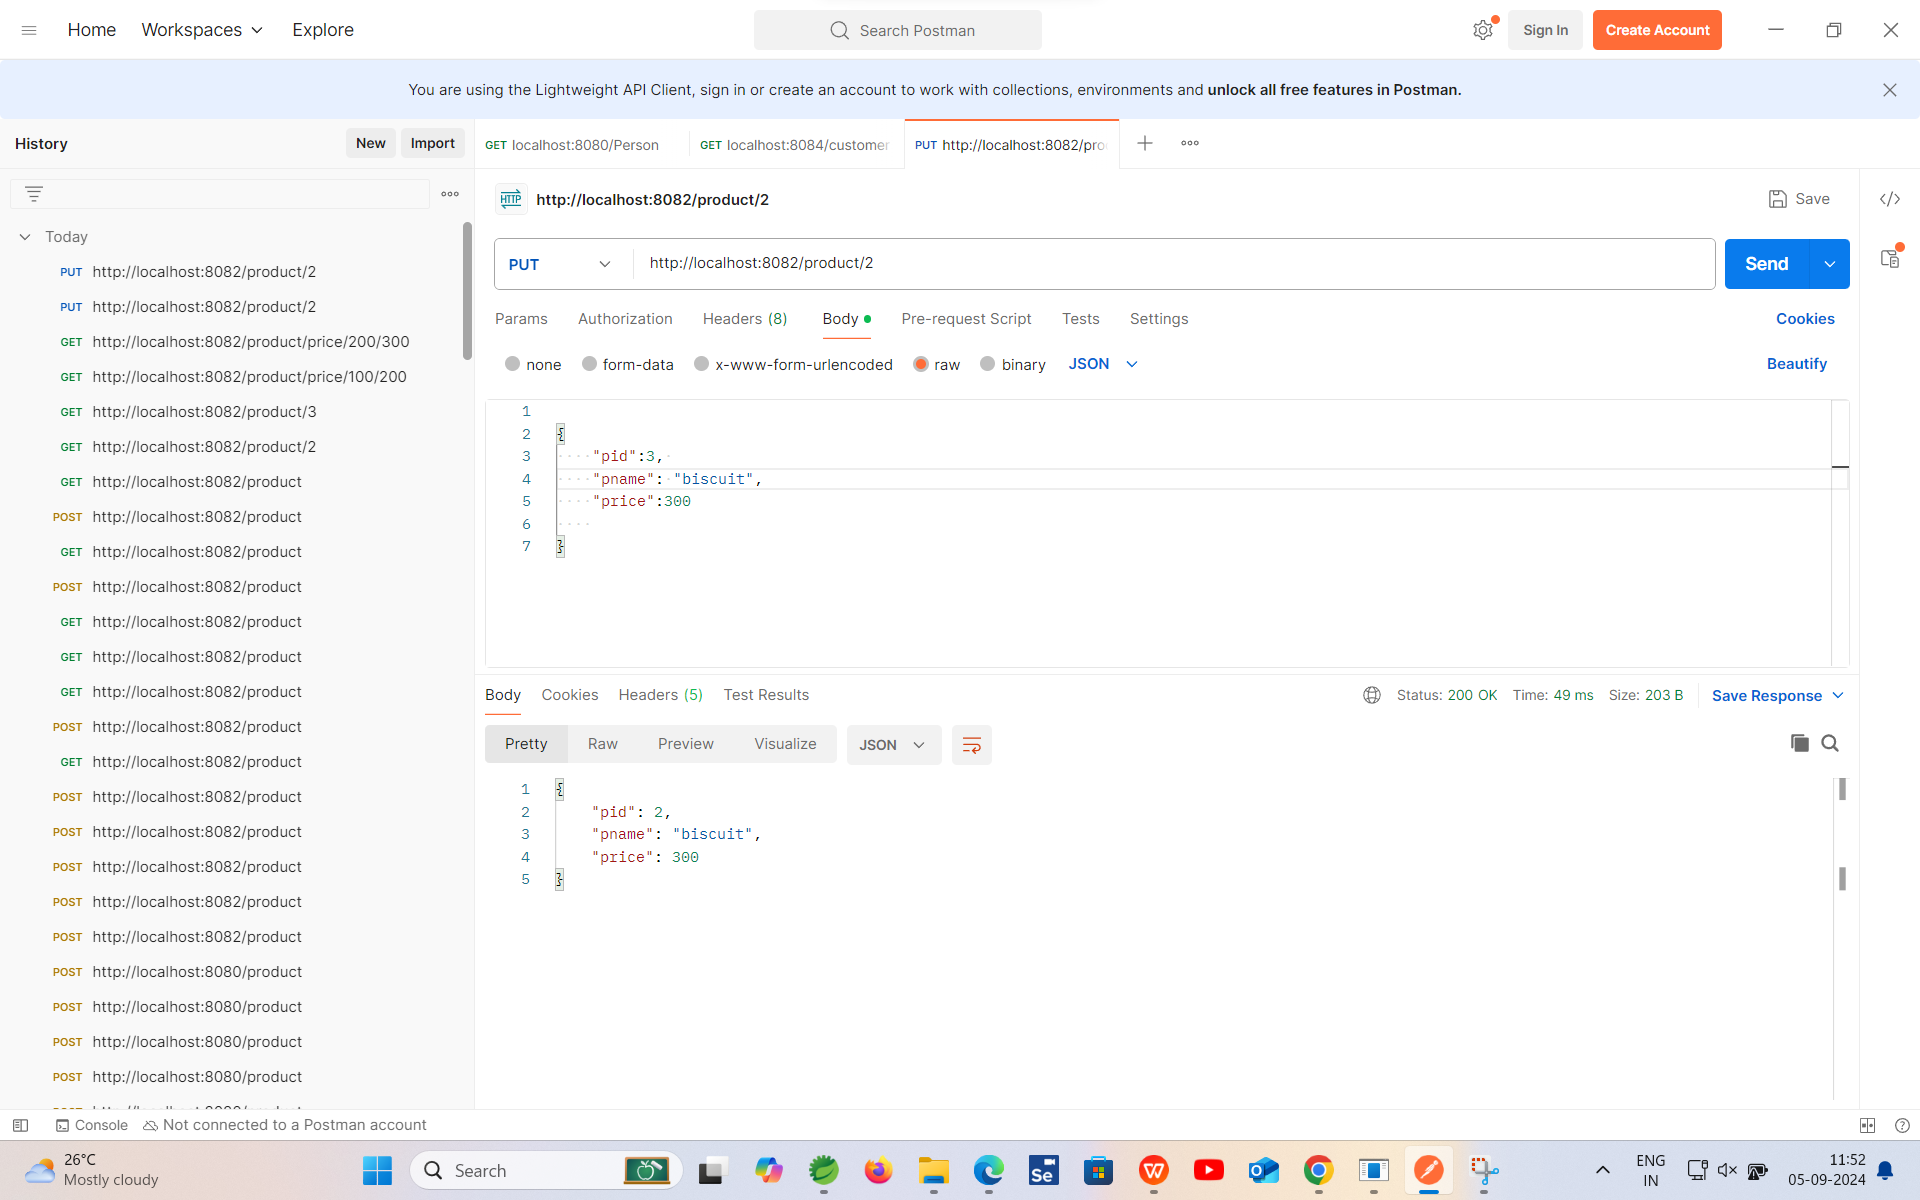 Home Workspaces Explore Search Postman Sign In Create Account
You are using the Lightweight API Client, sign in or create an account to work with collections, environments and unlock all free features in Postman.
History New Import
GET localhost:8080/Person GET localhost:8084/customer PUT http://localhost:8082/pro
HTTP http://localhost:8082/product/2 Save
Today
PUT http://localhost:8082/product/2
PUT http://localhost:8082/product/2
GET http://localhost:8082/product/price/200/300
GET http://localhost:8082/product/price/100/200
GET http://localhost:8082/product/3
GET http://localhost:8082/product/2
GET http://localhost:8082/product
POST http://localhost:8082/product
GET http://localhost:8082/product
POST http://localhost:8082/product
GET http://localhost:8082/product
GET http://localhost:8082/product
GET http://localhost:8082/product
POST http://localhost:8082/product
GET http://localhost:8082/product
POST http://localhost:8082/product
POST http://localhost:8082/product
POST http://localhost:8082/product
POST http://localhost:8082/product
POST http://localhost:8082/product
POST http://localhost:8080/product
POST http://localhost:8080/product
POST http://localhost:8080/product
POST http://localhost:8080/product
PUT http://localhost:8082/product/2 Send
Params Authorization Headers (8) Body Pre-request Script Tests Settings Cookies
none form-data x-www-form-urlencoded raw binary JSON Beautify
1
2 {
3 "pid":3,
4 "pname": "biscuit",
5 "price":300
6
7 }
Body Cookies Headers (5) Test Results Status: 200 OK Time: 49 ms Size: 203 B Save Response
Pretty Raw Preview Visualize JSON
1 {
2 "pid": 2,
3 "pname": "biscuit",
4 "price": 300
5 }
Console Not connected to a Postman account
26°C
Mostly cloudy
Search
Se
ENG
IN
11:52
05-09-2024